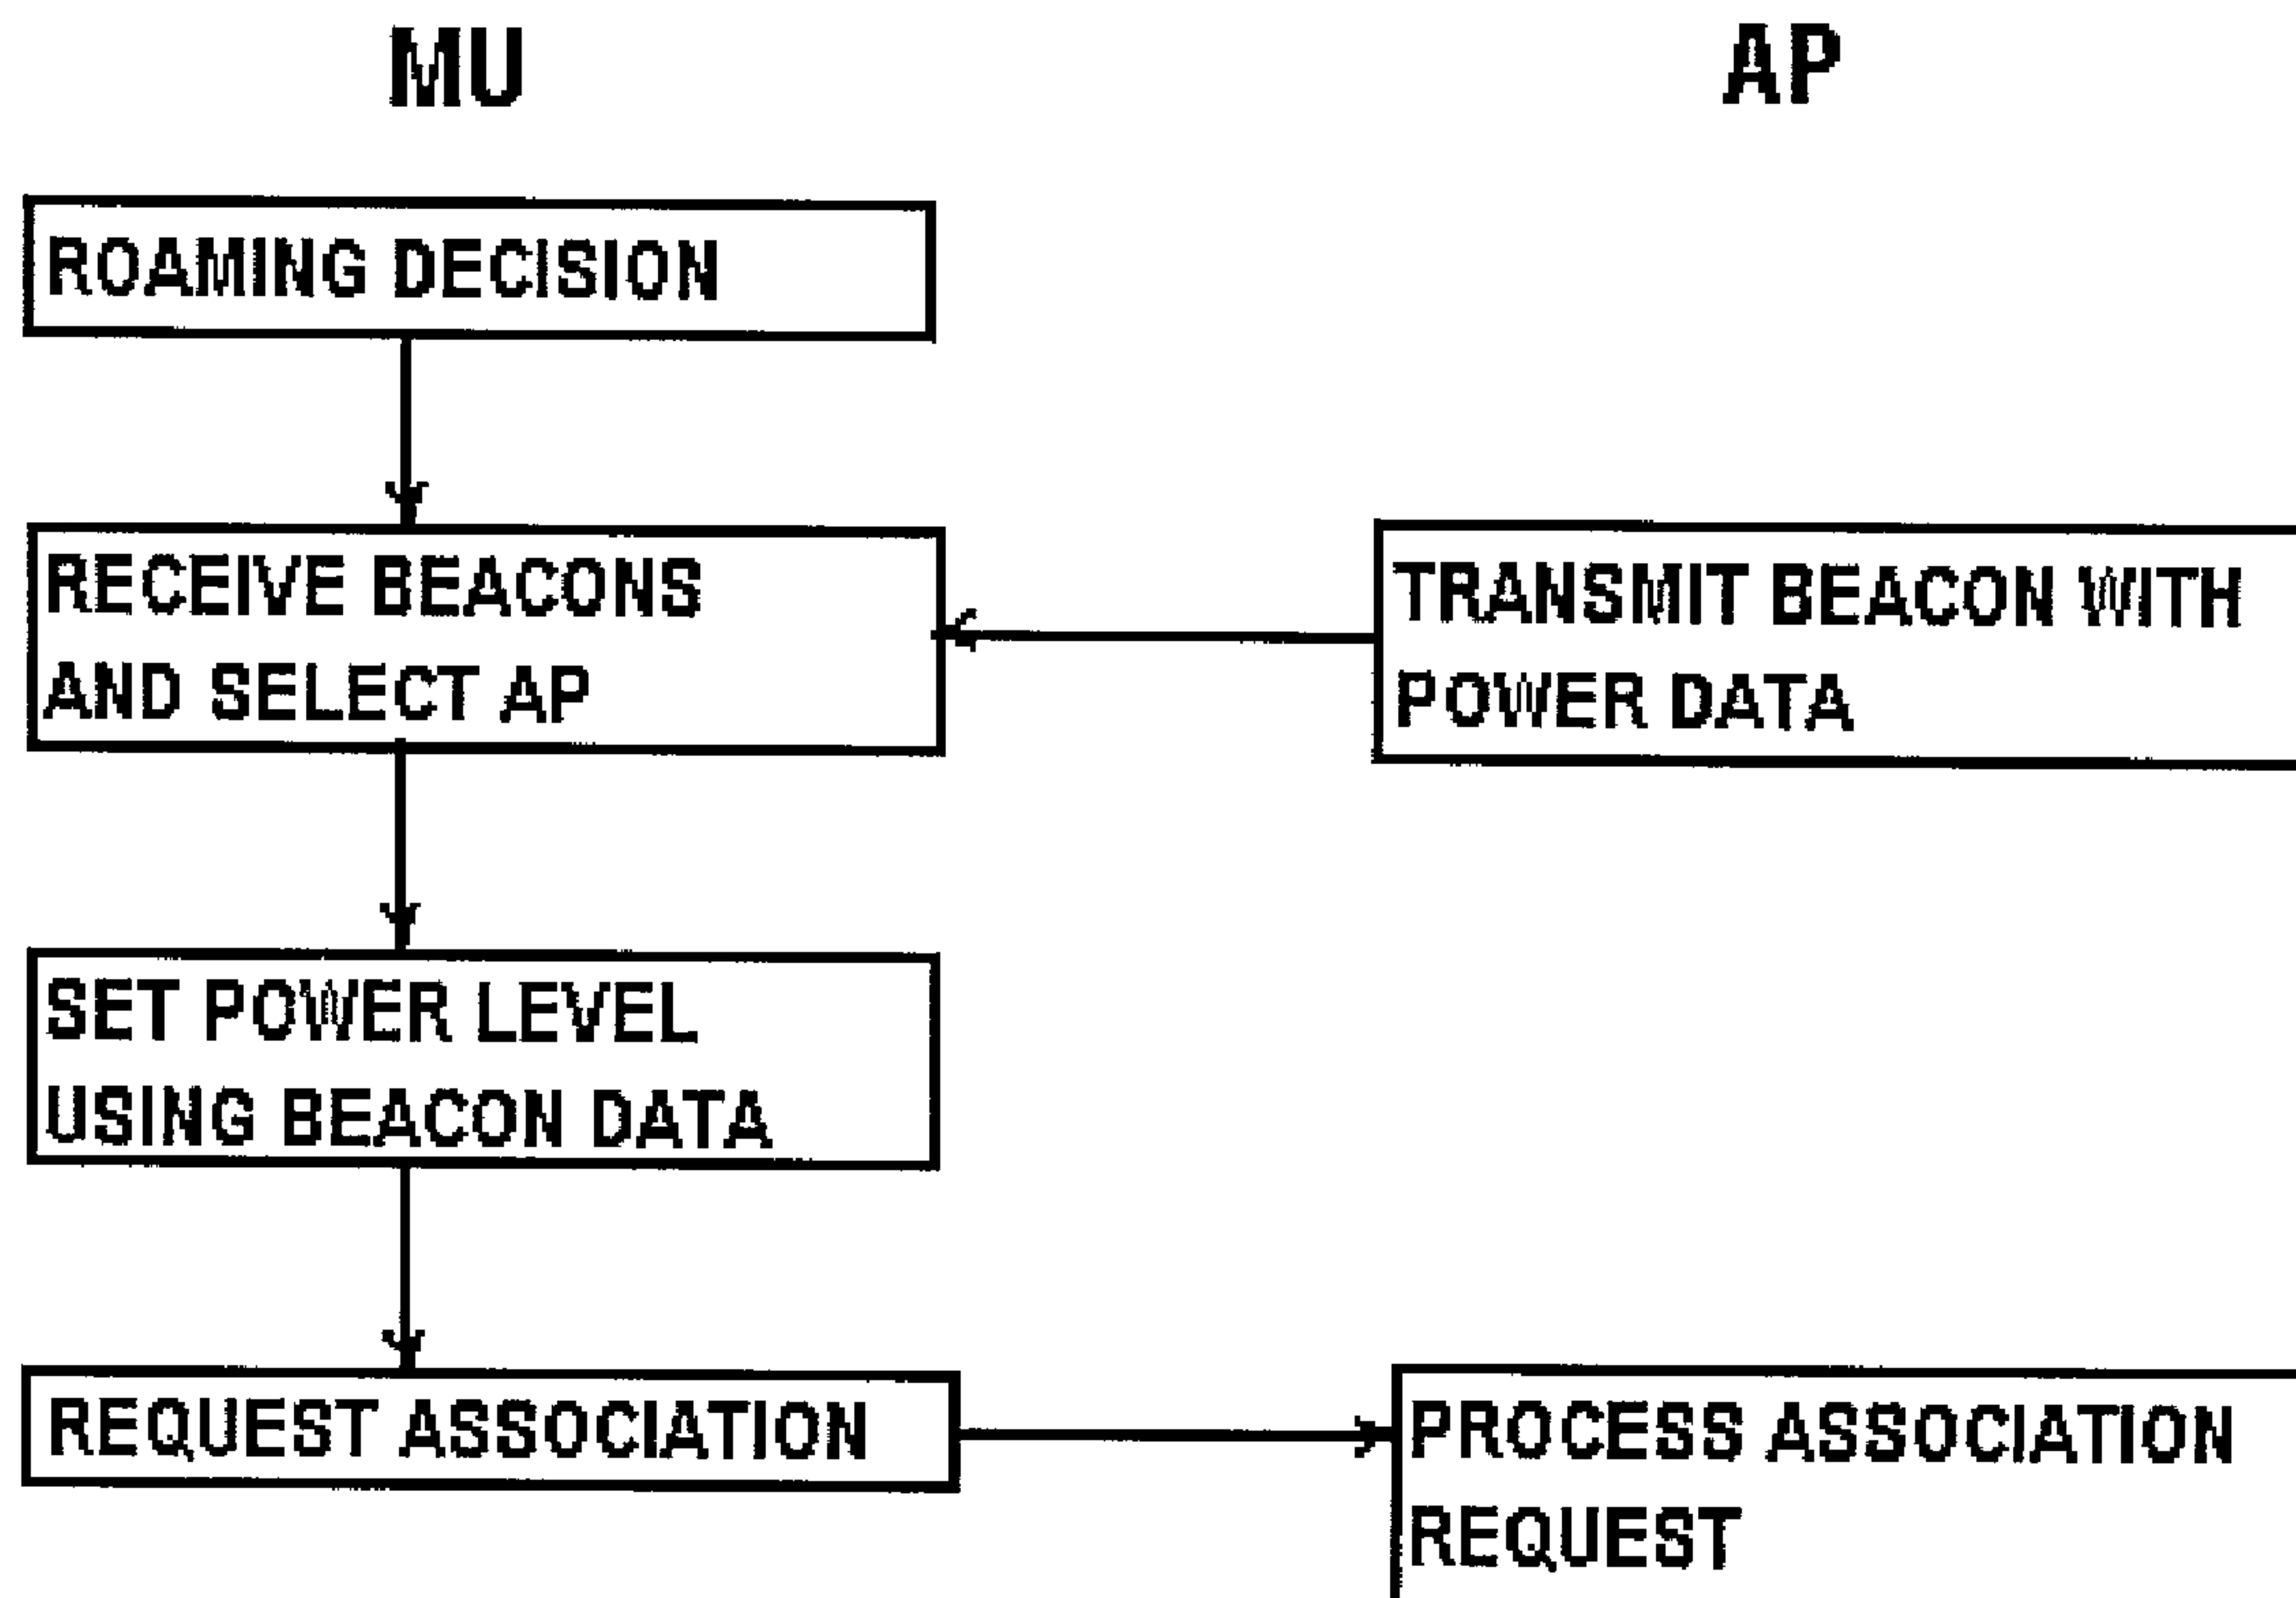 MU
AP
ROAMING DECISION
RECEIVE BEACONS
AND SELECT AP
TRANSMIT BEACON WITH
POWER DATA
SET POWER LEVEL
USING BEACON DATA
REQUEST ASSOCIATION
PROCESS ASSOCIATION
REQUEST